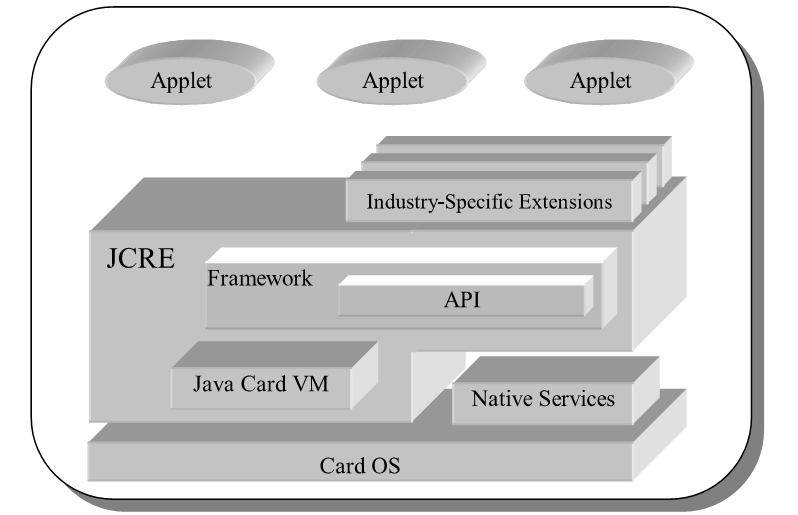 Applet
Applet
Applet
Industry-Specific Extensions
JCRE
Framework
API
Java Card VM
Native Services
Card OS